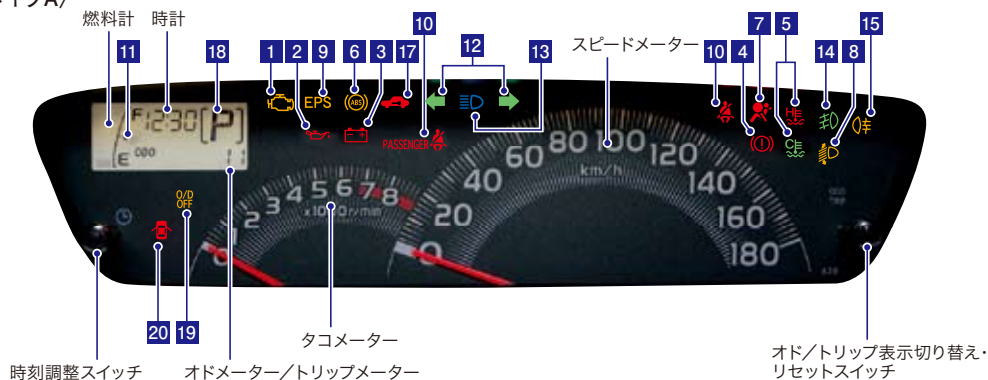 燃料計 時計
11
18
1
2
9
6
3
17
10
12
13
スピードメーター
10
4
7
5
14
8
15
F 12:30 [P]
E 000
EPS
(ABS)
PASSENGER
H
C
O/D
OFF
1 2 3 4 5 6 7 8
x1000r/min
0 20 40 60 80 100 120 140 160 180
km/h
20
19
タコメーター
時刻調整スイッチ
オドメーター/トリップメーター
オド/トリップ表示切り替え・
リセットスイッチ